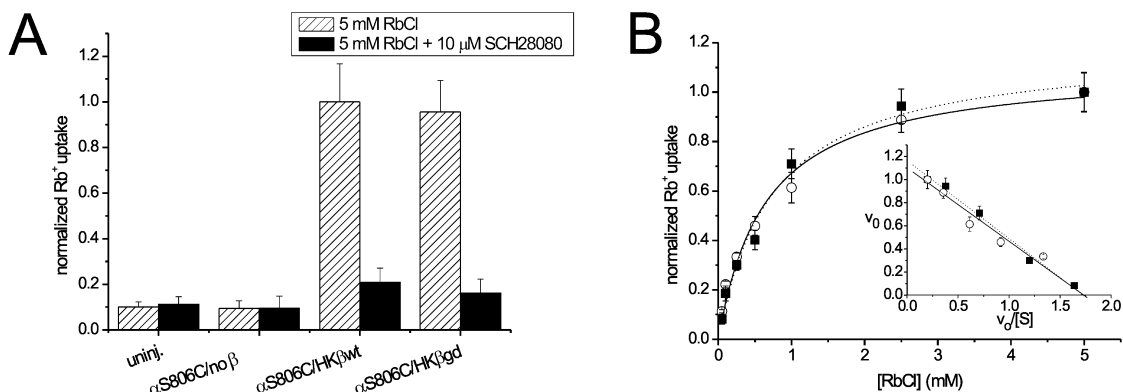 A
5 mM RbCl
5 mM RbCl + 10 μM SCH28080
normalized Rb⁺ uptake
1.2
1.0
0.8
0.6
0.4
0.2
0.0
uninj.
αS806C/no β
αS806C/HKβwt
αS806C/HKβgd
B
normalized Rb⁺ uptake
1.2
1.0
0.8
0.6
0.4
0.2
0.0
0 1 2 3 4 5
[RbCl] (mM)
v₀
1.2
1.0
0.8
0.6
0.4
0.2
0.0
0.0 0.5 1.0 1.5 2.0
v₀/[S]